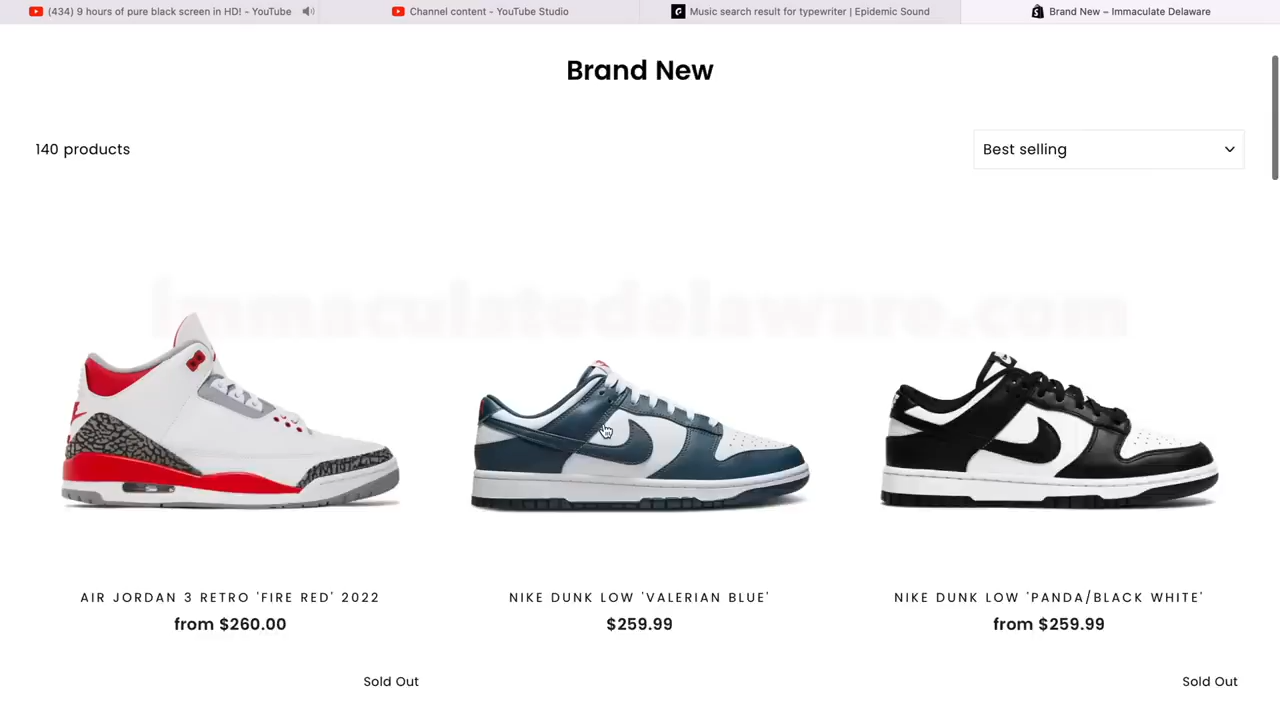 (434) 9 hours of pure black screen in HD! - YouTube
Channel content - YouTube Studio
Music search result for typewriter | Epidemic Sound
Brand New – Immaculate Delaware
Brand New
140 products
Best selling
Immaculatedelaware.com
AIR JORDAN 3 RETRO 'FIRE RED' 2022
NIKE DUNK LOW 'VALERIAN BLUE'
NIKE DUNK LOW 'PANDA/BLACK WHITE'
from $260.00
$259.99
from $259.99
Sold Out
Sold Out